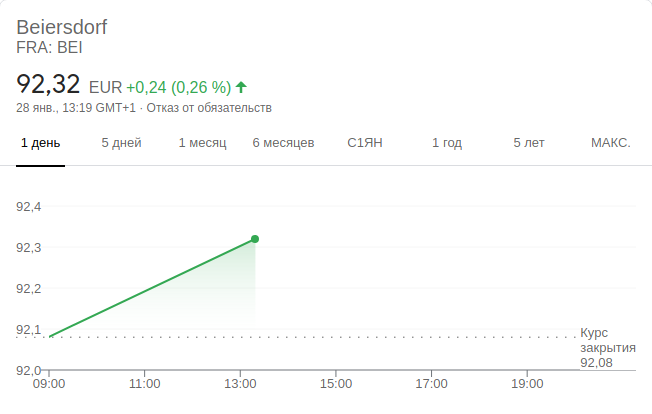 Beiersdorf
FRA: BEI
92,32 EUR +0,24 (0,26 %)
28 янв., 13:19 GMT+1 · Отказ от обязательств
1 день 5 дней 1 месяц 6 месяцев С1ЯН 1 год 5 лет МАКС.
92,4
92,3
92,2
92,1
Курс
закрытия
92,08
92,0
09:00 11:00 13:00 15:00 17:00 19:00